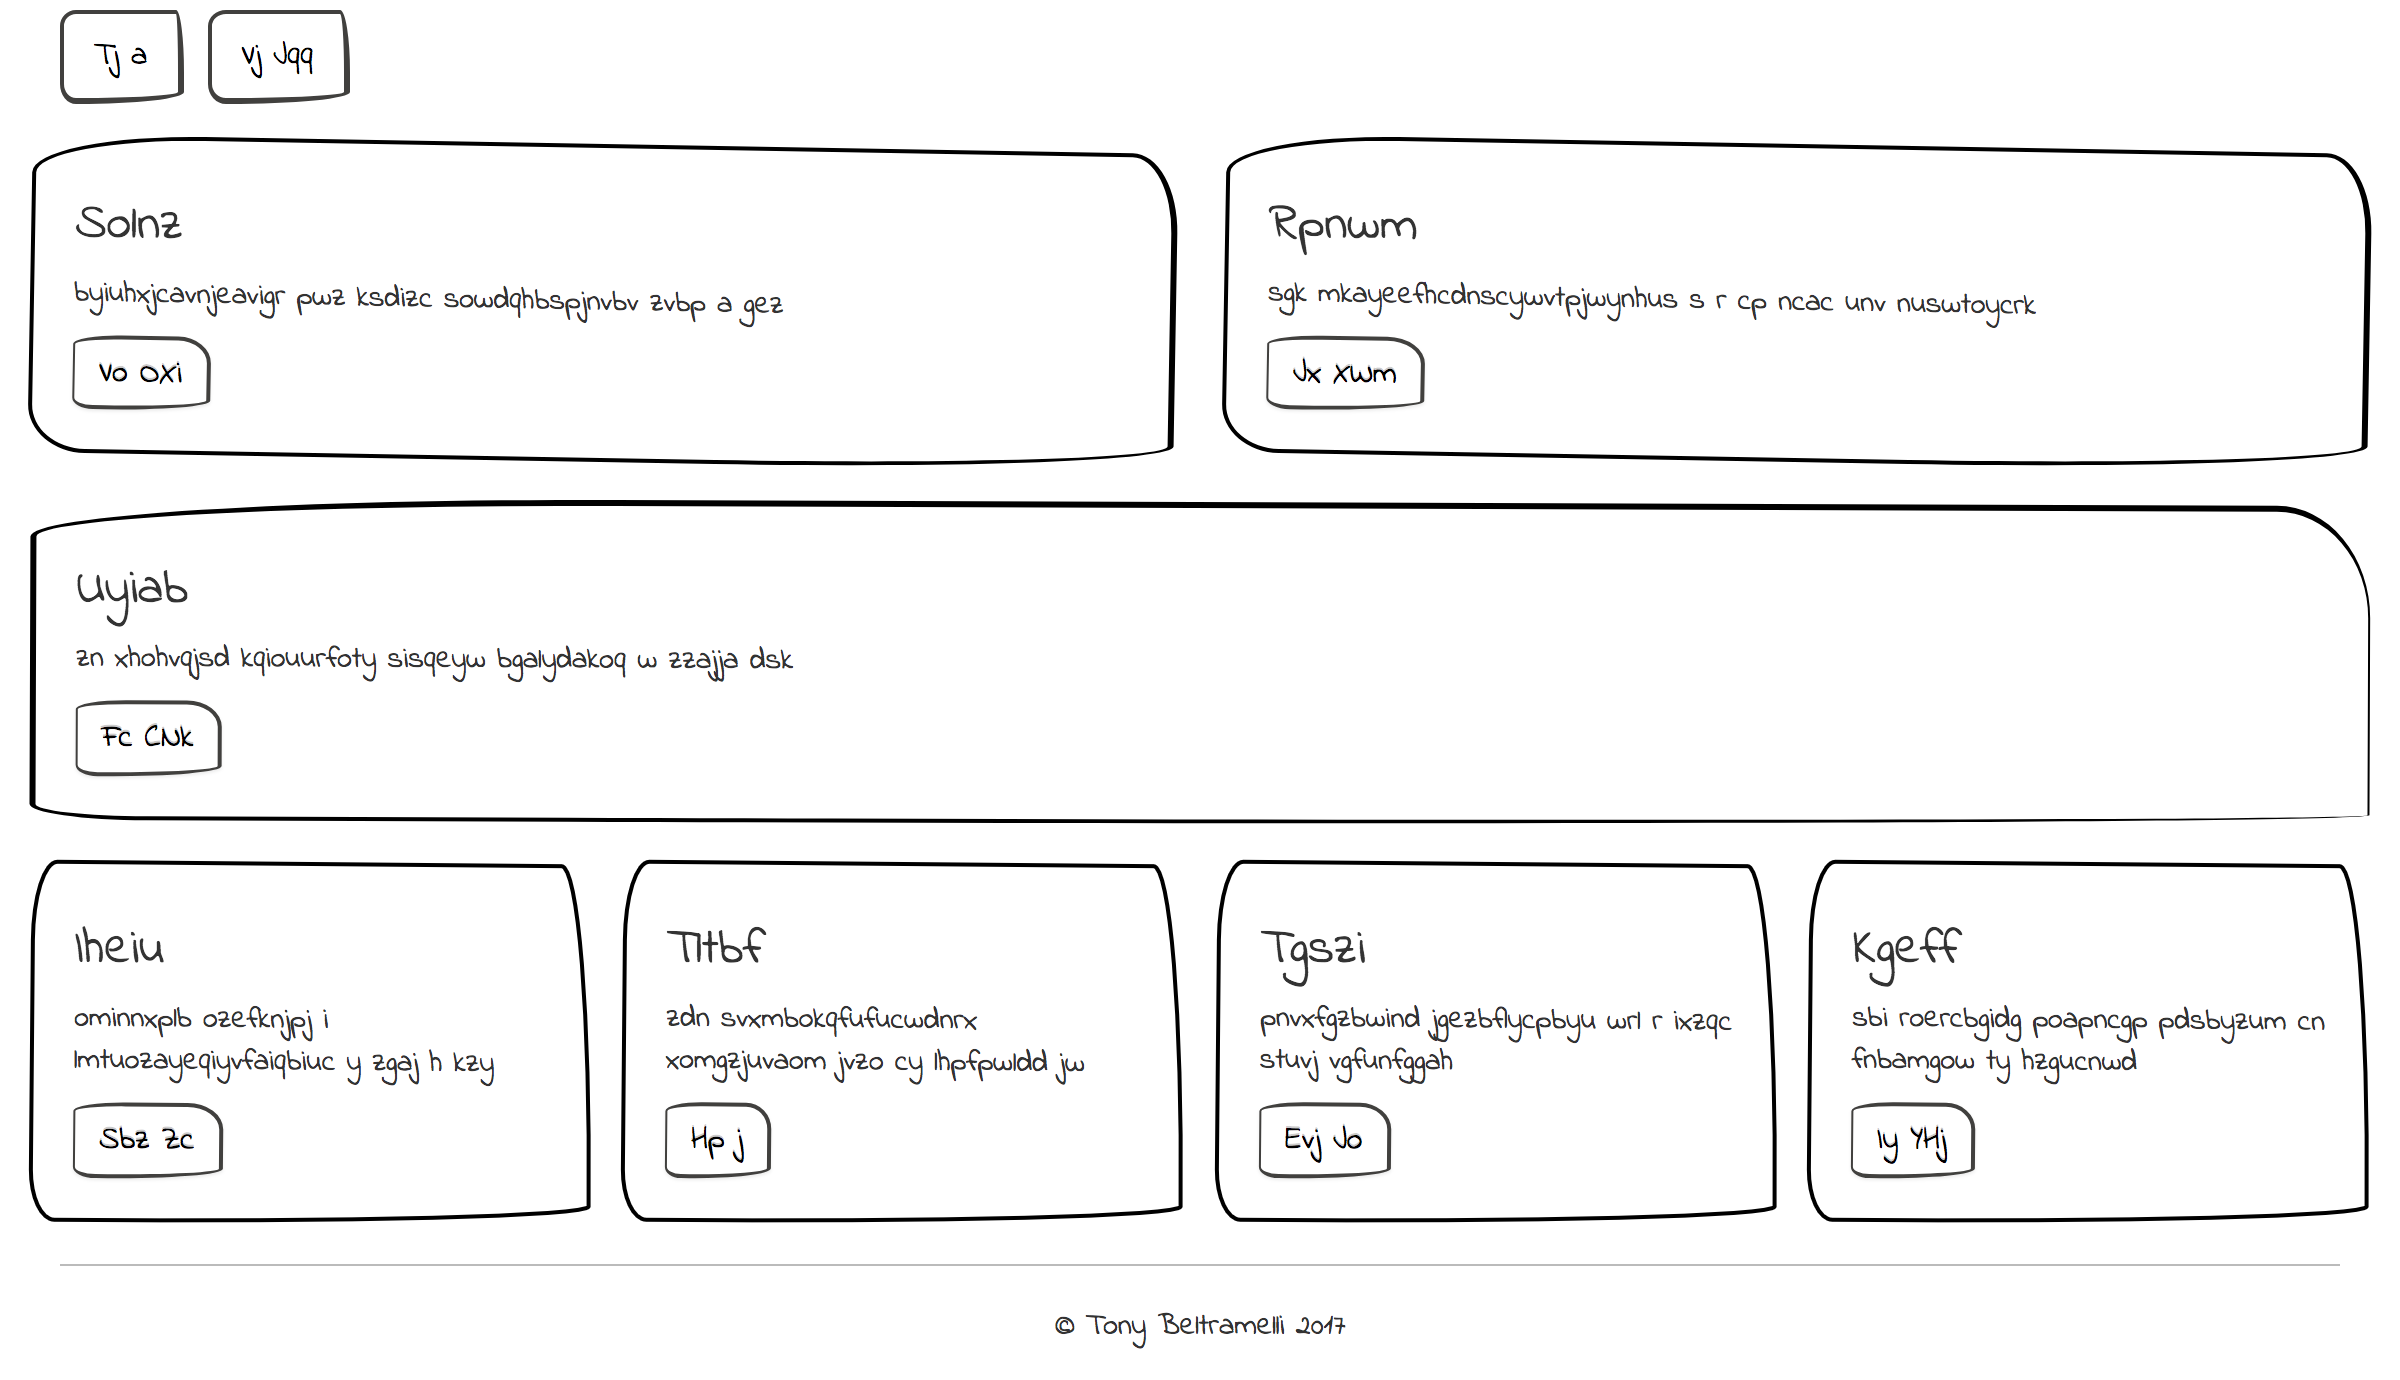 Tj a
Vj Jqq
Solnz
byiuhxjcavnjeavigr pwz ksdizc sowdqhbspjnvbv zvbp a gez
Vo OXi
Rpnwm
sgk mkayeefhcdnscywvtpjwynhus s r cp ncac unv nuswtoycrk
Jx XWm
Uyiab
zn xhohvqjsd kqiouurfoty sisqeyw bgalydakoq w zzajja dsk
Fc CNk
Iheiu
ominnxplb ozefknjpj i
lmtuozayeqiyvfaiqbiuc y zgaj h kzy
Sbz Zc
Tltbf
zdn svxmbokqfufucwdnrx
xomgzjuvaom jvzo cy lhpfpwldd jw
Hp j
Tgszi
pnvxfgzbwind jgezbflycpbyu wrl r ixzqc
stuvj vgfunfggah
Evj Jo
Kgeff
sbi roercbgidg poapncgp pdsbyzum cn
fnbamgow ty hzgucnwd
Iy YHj
© Tony Beltramelli 2017